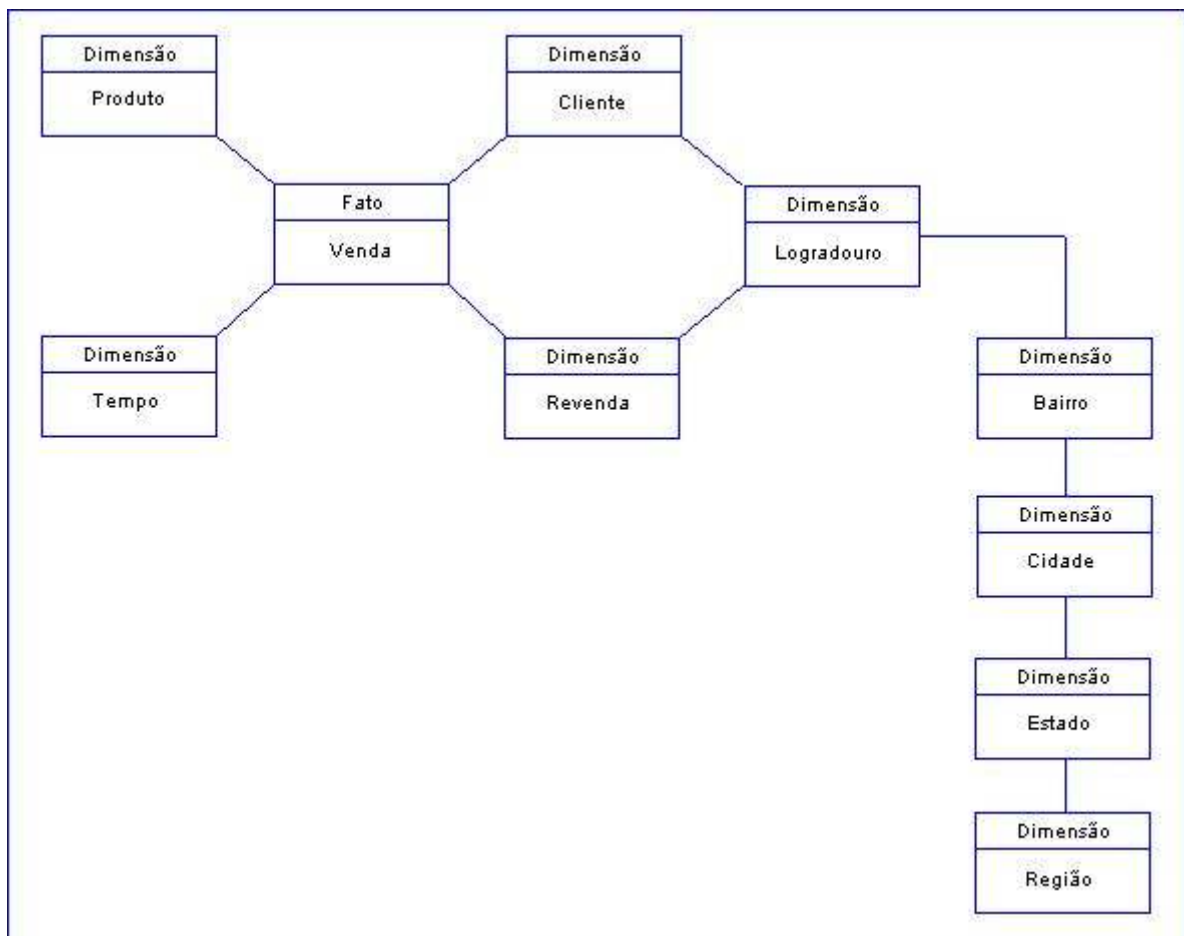 Dimensão
Produto
Dimensão
Cliente
Fato
Venda
Dimensão
Logradouro
Dimensão
Tempo
Dimensão
Revenda
Dimensão
Bairro
Dimensão
Cidade
Dimensão
Estado
Dimensão
Região